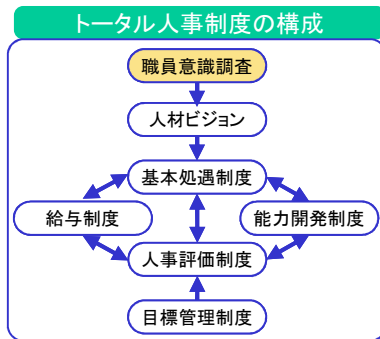 トータル人事制度の構成
職員意識調査
人材ビジョン
基本処遇制度
給与制度
能力開発制度
人事評価制度
目標管理制度